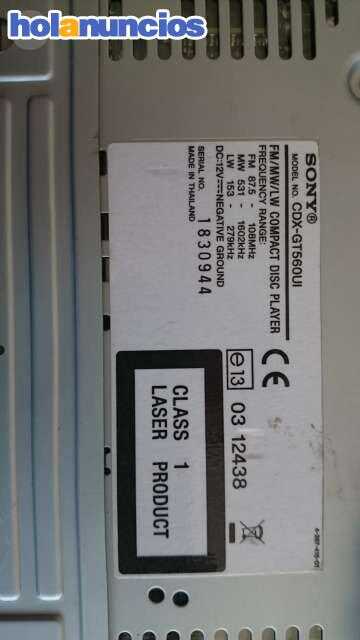 holanuncios
SONY®
MODEL NO. CDX-GT560UI
FM/MW/LW COMPACT DISC PLAYER
FREQUENCY RANGE:
FM 87.5 - 108MHz
MW 531 - 1602kHz
LW 153 - 279kHz
DC:12V⎓NEGATIVE GROUND
SERIAL NO. 1830944
MADE IN THAILAND
CE
e13 03 12438
CLASS 1
LASER PRODUCT